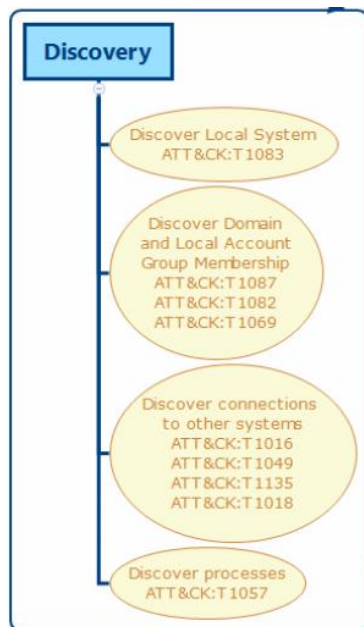 Discovery
Discover Local System
ATT&CK:T1083
Discover Domain
and Local Account
Group Membership
ATT&CK:T1087
ATT&CK:T1082
ATT&CK:T1069
Discover connections
to other systems
ATT&CK:T1016
ATT&CK:T1049
ATT&CK:T1135
ATT&CK:T1018
Discover processes
ATT&CK:T1057